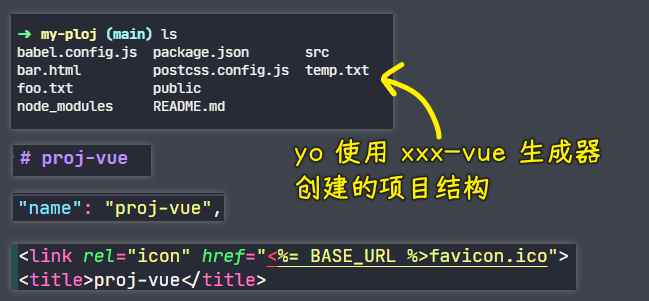 ➜ my-ploj (main) ls
babel.config.js package.json src
bar.html postcss.config.js temp.txt
foo.txt public
node_modules README.md
yo 使用 xxx-vue 生成器
创建的项目结构
# proj-vue
"name": "proj-vue",
<link rel="icon" href="<%= BASE_URL %>favicon.ico">
<title>proj-vue</title>